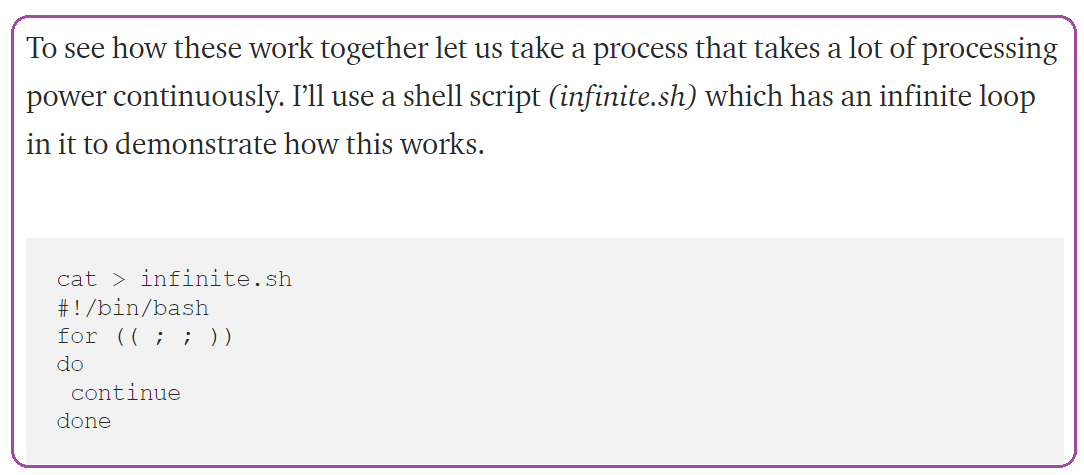 To see how these work together let us take a process that takes a lot of processing
power continuously. I’ll use a shell script (infinite.sh) which has an infinite loop
in it to demonstrate how this works.
cat > infinite.sh
#!/bin/bash
for (( ; ; ))
do
 continue
done